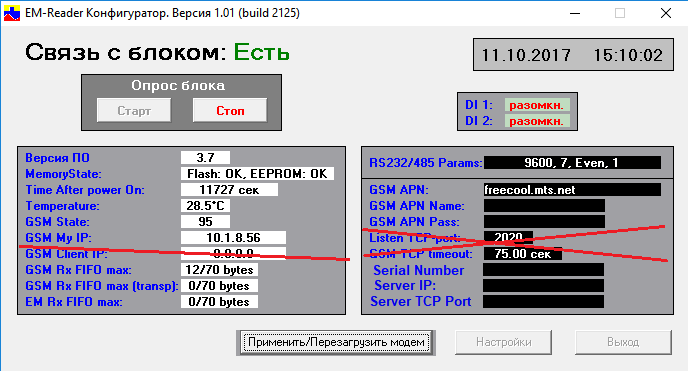 EM-Reader Конфигуратор. Версия 1.01 (build 2125)
Связь с блоком: Есть
11.10.2017 15:10:02
Опрос блока
Старт Стоп
DI 1: разомкн.
DI 2: разомкн.
Версия ПО 3.7
MemoryState: Flash: OK, EEPROM: OK
Time After power On: 11727 сек
Temperature: 28.5*C
GSM State: 95
GSM My IP: 10.1.8.56
GSM Client IP: 0.0.0.0
GSM Rx FIFO max: 12/70 bytes
GSM Rx FIFO max (transp): 0/70 bytes
EM Rx FIFO max: 0/70 bytes
RS232/485 Params: 9600, 7, Even, 1
GSM APN: freecool.mts.net
GSM APN Name:
GSM APN Pass:
Listen TCP-port: 2020
GSM TCP timeout: 75.00 сек
Serial Number
Server IP:
Server TCP Port
Применить/Перезагрузить модем Настройки Выход